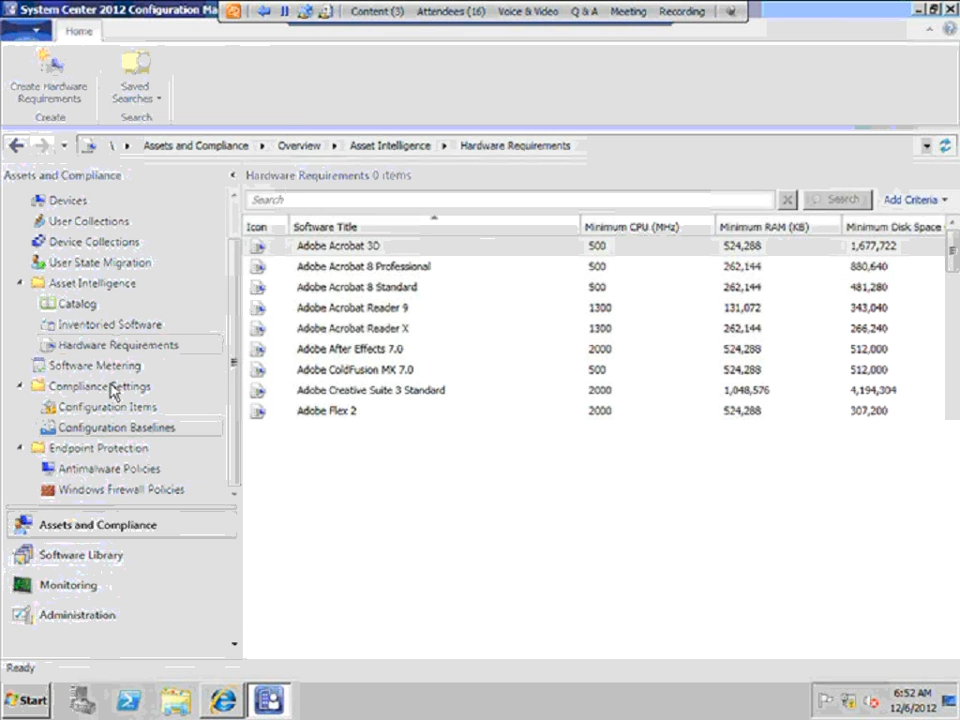 System Center 2012 Configuration Ma
Content (3) Attendees (16) Voice & Video Q & A Meeting Recording
Home
Create Hardware Requirements
Saved Searches
Create
Search
\ Assets and Compliance Overview Asset Intelligence Hardware Requirements
Assets and Compliance
Devices
User Collections
Device Collections
User State Migration
Asset Intelligence
Catalog
Inventoried Software
Hardware Requirements
Software Metering
Compliance Settings
Configuration Items
Configuration Baselines
Endpoint Protection
Antimalware Policies
Windows Firewall Policies
Assets and Compliance
Software Library
Monitoring
Administration
Hardware Requirements 0 items
Search Search Add Criteria
Icon Software Title Minimum CPU (MHz) Minimum RAM (KB) Minimum Disk Space
Adobe Acrobat 3D 500 524,288 1,677,722
Adobe Acrobat 8 Professional 500 262,144 880,640
Adobe Acrobat 8 Standard 500 262,144 481,280
Adobe Acrobat Reader 9 1300 131,072 343,040
Adobe Acrobat Reader X 1300 262,144 266,240
Adobe After Effects 7.0 2000 524,288 512,000
Adobe ColdFusion MX 7.0 500 524,288 512,000
Adobe Creative Suite 3 Standard 2000 1,048,576 4,194,304
Adobe Flex 2 2000 524,288 307,200
Ready
Start
6:52 AM
12/6/2012